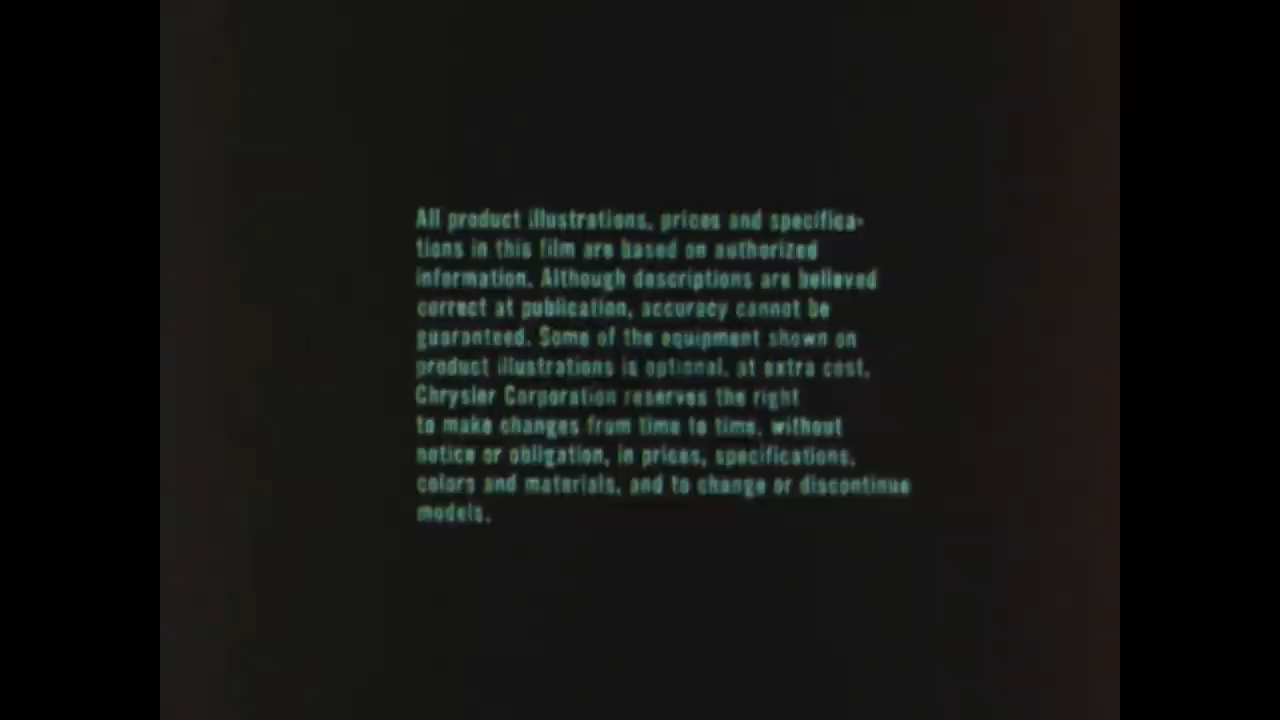 All product illustrations, prices and specifica-
tions in this film are based on authorized
information. Although descriptions are believed
correct at publication, accuracy cannot be
guaranteed. Some of the equipment shown on
product illustrations is optional, at extra cost.
Chrysler Corporation reserves the right
to make changes from time to time, without
notice or obligation, in prices, specifications,
colors and materials, and to change or discontinue
models.